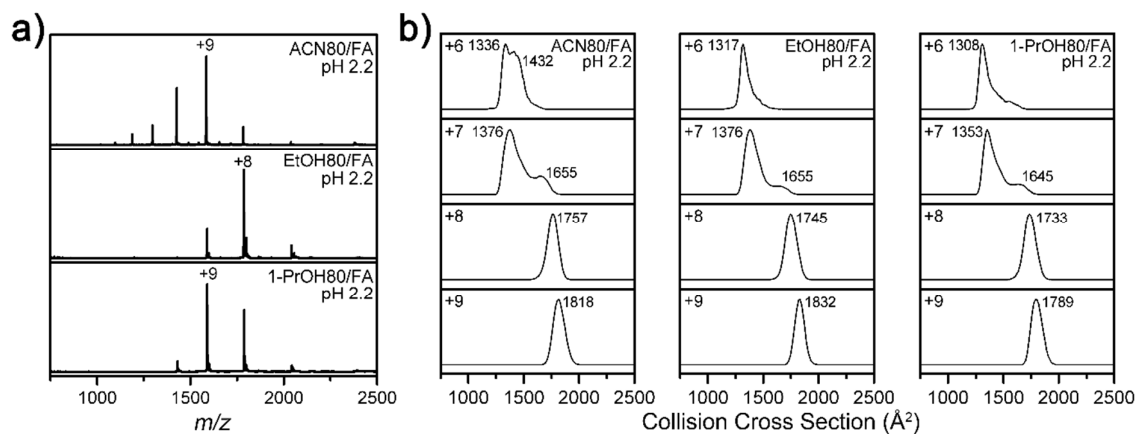 a)
+9
ACN80/FA
pH 2.2
+8
EtOH80/FA
pH 2.2
+9
1-PrOH80/FA
pH 2.2
1000 1500 2000 2500
m/z
b)
+6 1336 ACN80/FA
1432 pH 2.2
+7 1376
1655
+8 1757
+9 1818
1000 1500 2000 2500
+6 1317 EtOH80/FA
pH 2.2
+7 1376
1655
+8 1745
+9 1832
1000 1500 2000 2500
+6 1308 1-PrOH80/FA
pH 2.2
+7 1353
1645
+8 1733
+9 1789
1000 1500 2000 2500
Collision Cross Section (Å²)